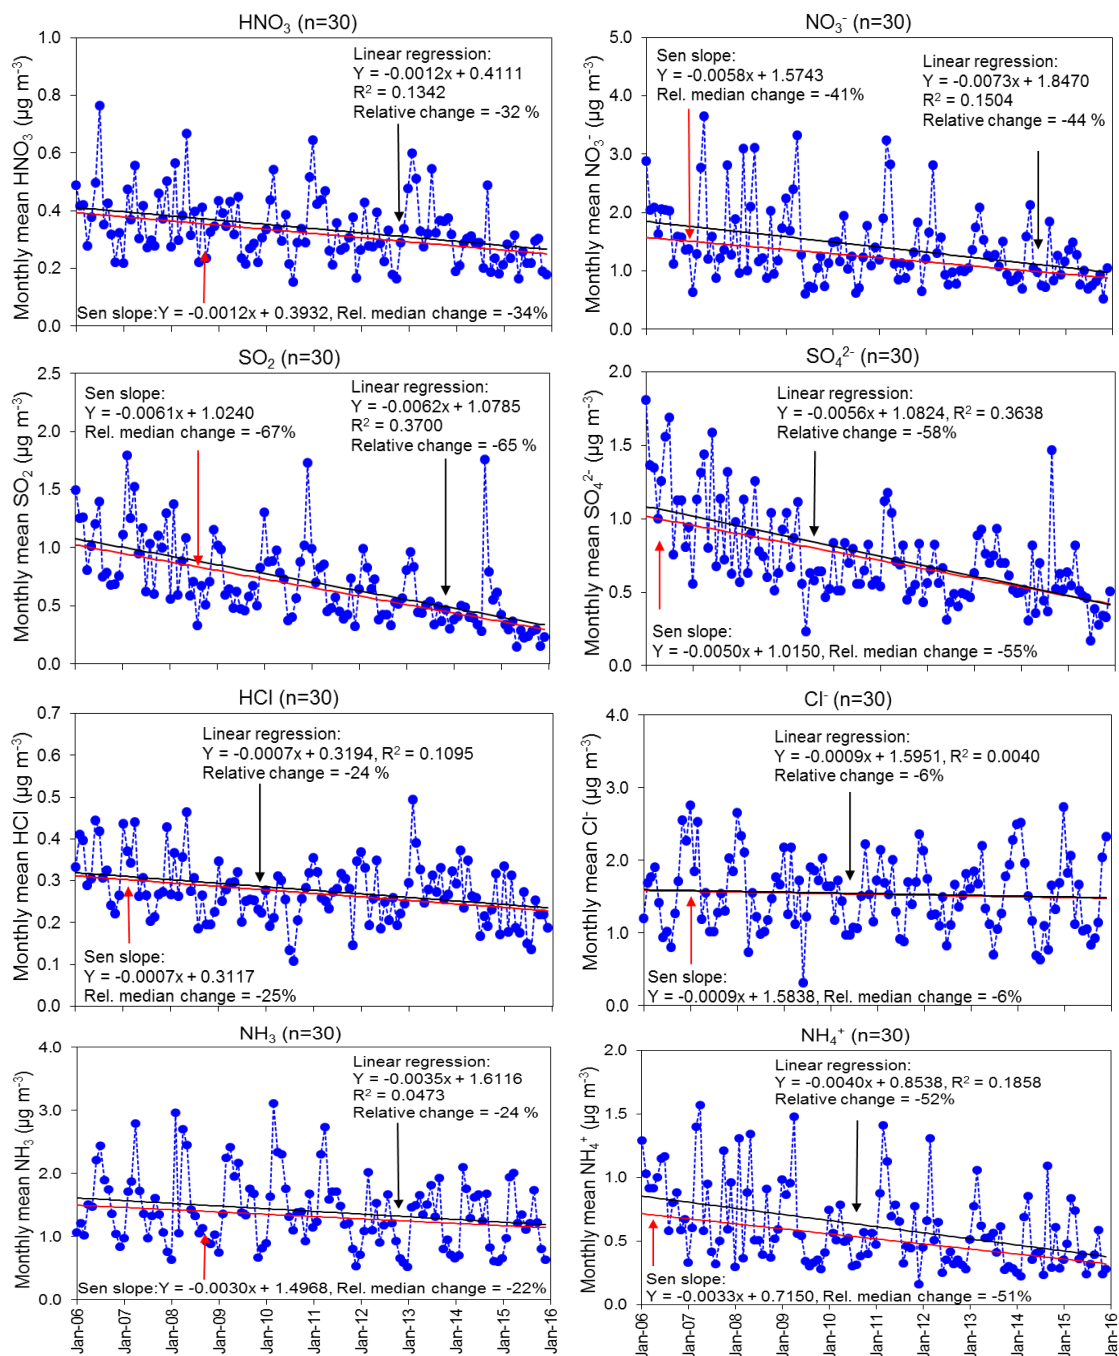 HNO₃ (n=30)
Monthly mean HNO₃ (µg m⁻³)
1.0
0.8
0.6
0.4
0.2
0.0
Linear regression:
Y = -0.0012x + 0.4111
R² = 0.1342
Relative change = -32 %
Sen slope:Y = -0.0012x + 0.3932, Rel. median change = -34%
NO₃⁻ (n=30)
Monthly mean NO₃⁻ (µg m⁻³)
5.0
4.0
3.0
2.0
1.0
0.0
Sen slope:
Y = -0.0058x + 1.5743
Rel. median change = -41%
Linear regression:
Y = -0.0073x + 1.8470
R² = 0.1504
Relative change = -44 %
SO₂ (n=30)
Monthly mean SO₂ (µg m⁻³)
2.5
2.0
1.5
1.0
0.5
0.0
Sen slope:
Y = -0.0061x + 1.0240
Rel. median change = -67%
Linear regression:
Y = -0.0062x + 1.0785
R² = 0.3700
Relative change = -65 %
SO₄²⁻ (n=30)
Monthly mean SO₄²⁻ (µg m⁻³)
2.0
1.5
1.0
0.5
0.0
Linear regression:
Y = -0.0056x + 1.0824, R² = 0.3638
Relative change = -58%
Sen slope:
Y = -0.0050x + 1.0150, Rel. median change = -55%
HCl (n=30)
Monthly mean HCl (µg m⁻³)
0.7
0.6
0.5
0.4
0.3
0.2
0.1
0.0
Linear regression:
Y = -0.0007x + 0.3194, R² = 0.1095
Relative change = -24 %
Sen slope:
Y = -0.0007x + 0.3117
Rel. median change = -25%
Cl⁻ (n=30)
Monthly mean Cl⁻ (µg m⁻³)
4.0
3.0
2.0
1.0
0.0
Linear regression:
Y = -0.0009x + 1.5951, R² = 0.0040
Relative change = -6%
Sen slope:
Y = -0.0009x + 1.5838, Rel. median change = -6%
NH₃ (n=30)
Monthly mean NH₃ (µg m⁻³)
4.0
3.0
2.0
1.0
0.0
Linear regression:
Y = -0.0035x + 1.6116
R² = 0.0473
Relative change = -24 %
Sen slope:Y = -0.0030x + 1.4968, Rel. median change = -22%
Jan-06
Jan-07
Jan-08
Jan-09
Jan-10
Jan-11
Jan-12
Jan-13
Jan-14
Jan-15
Jan-16
NH₄⁺ (n=30)
Monthly mean NH₄⁺ (µg m⁻³)
2.0
1.5
1.0
0.5
0.0
Linear regression:
Y = -0.0040x + 0.8538, R² = 0.1858
Relative change = -52%
Sen slope:
Y = -0.0033x + 0.7150, Rel. median change = -51%
Jan-06
Jan-07
Jan-08
Jan-09
Jan-10
Jan-11
Jan-12
Jan-13
Jan-14
Jan-15
Jan-16